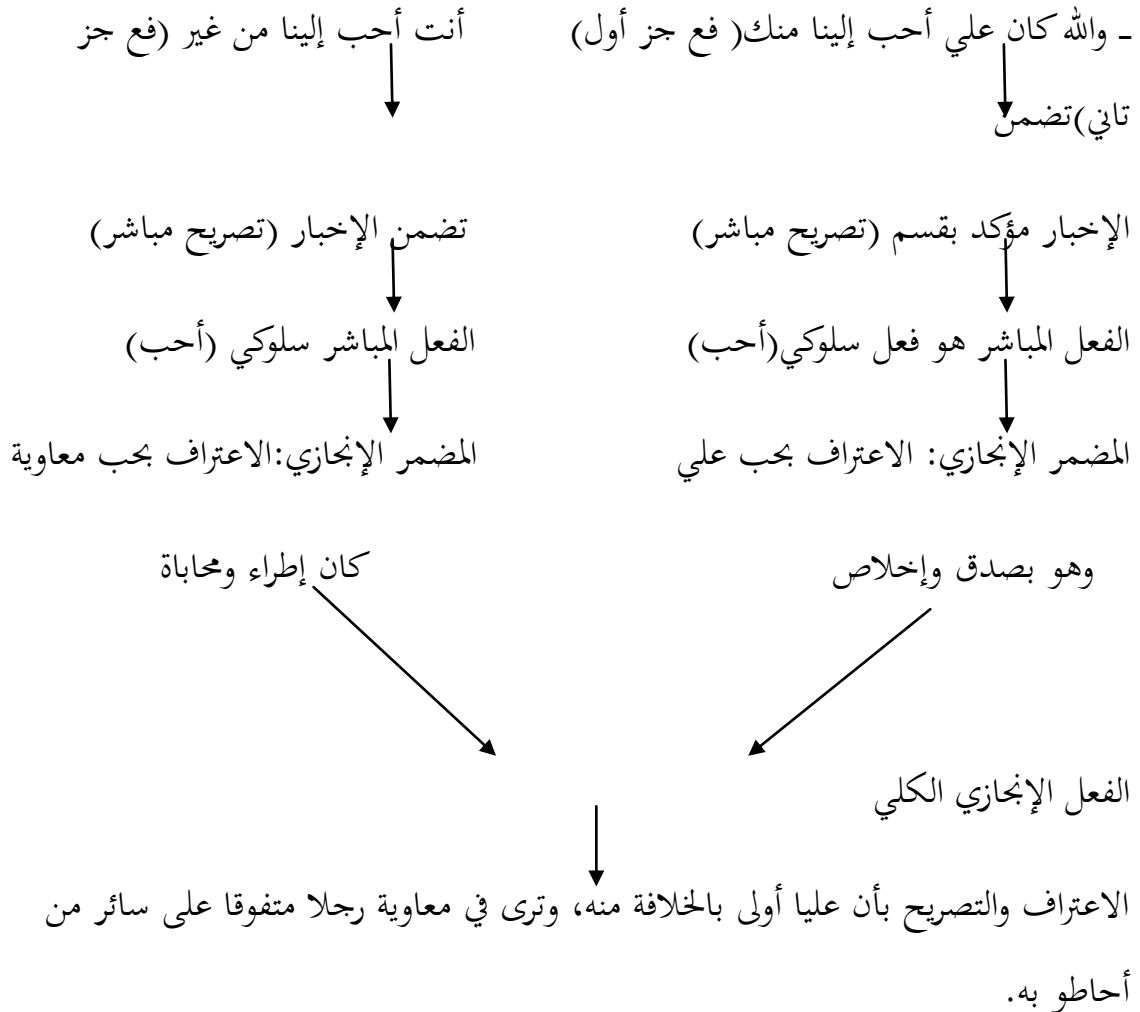 ـ والله كان علي أحب إلينا منك( فع جز أول) أنت أحب إلينا من غير (فع جز
تاني)تضمن
الإخبار مؤكد بقسم (تصريح مباشر) تضمن الإخبار (تصريح مباشر)
الفعل المباشر هو فعل سلوكي(أحب) الفعل المباشر سلوكي (أحب)
المضمر الإنجازي: الاعتراف بحب علي المضمر الإنجازي:الاعتراف بحب معاوية
وهو بصدق وإخلاص كان إطراء ومحاباة
الفعل الإنجازي الكلي
الاعتراف والتصريح بأن عليا أولى بالخلافة منه، وترى في معاوية رجلا متفوقا على سائر من
أحاطو به.